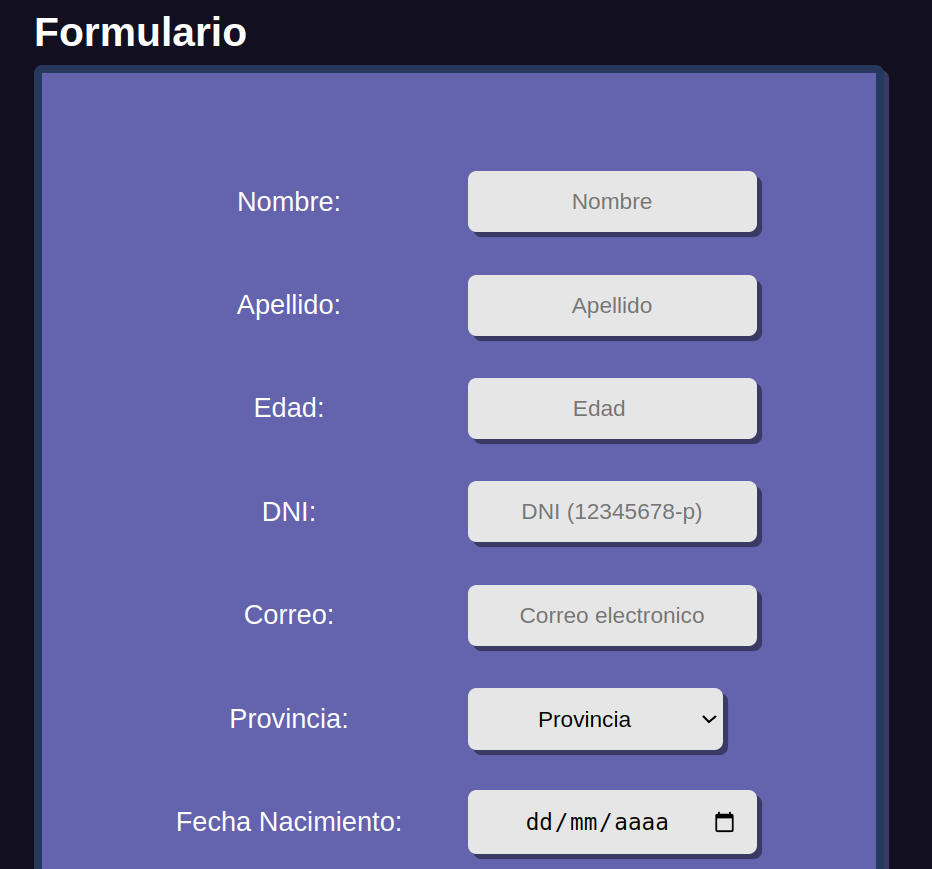 Formulario
Nombre: Nombre
Apellido: Apellido
Edad: Edad
DNI: DNI (12345678-p)
Correo: Correo electronico
Provincia: Provincia
Fecha Nacimiento: dd/mm/aaaa